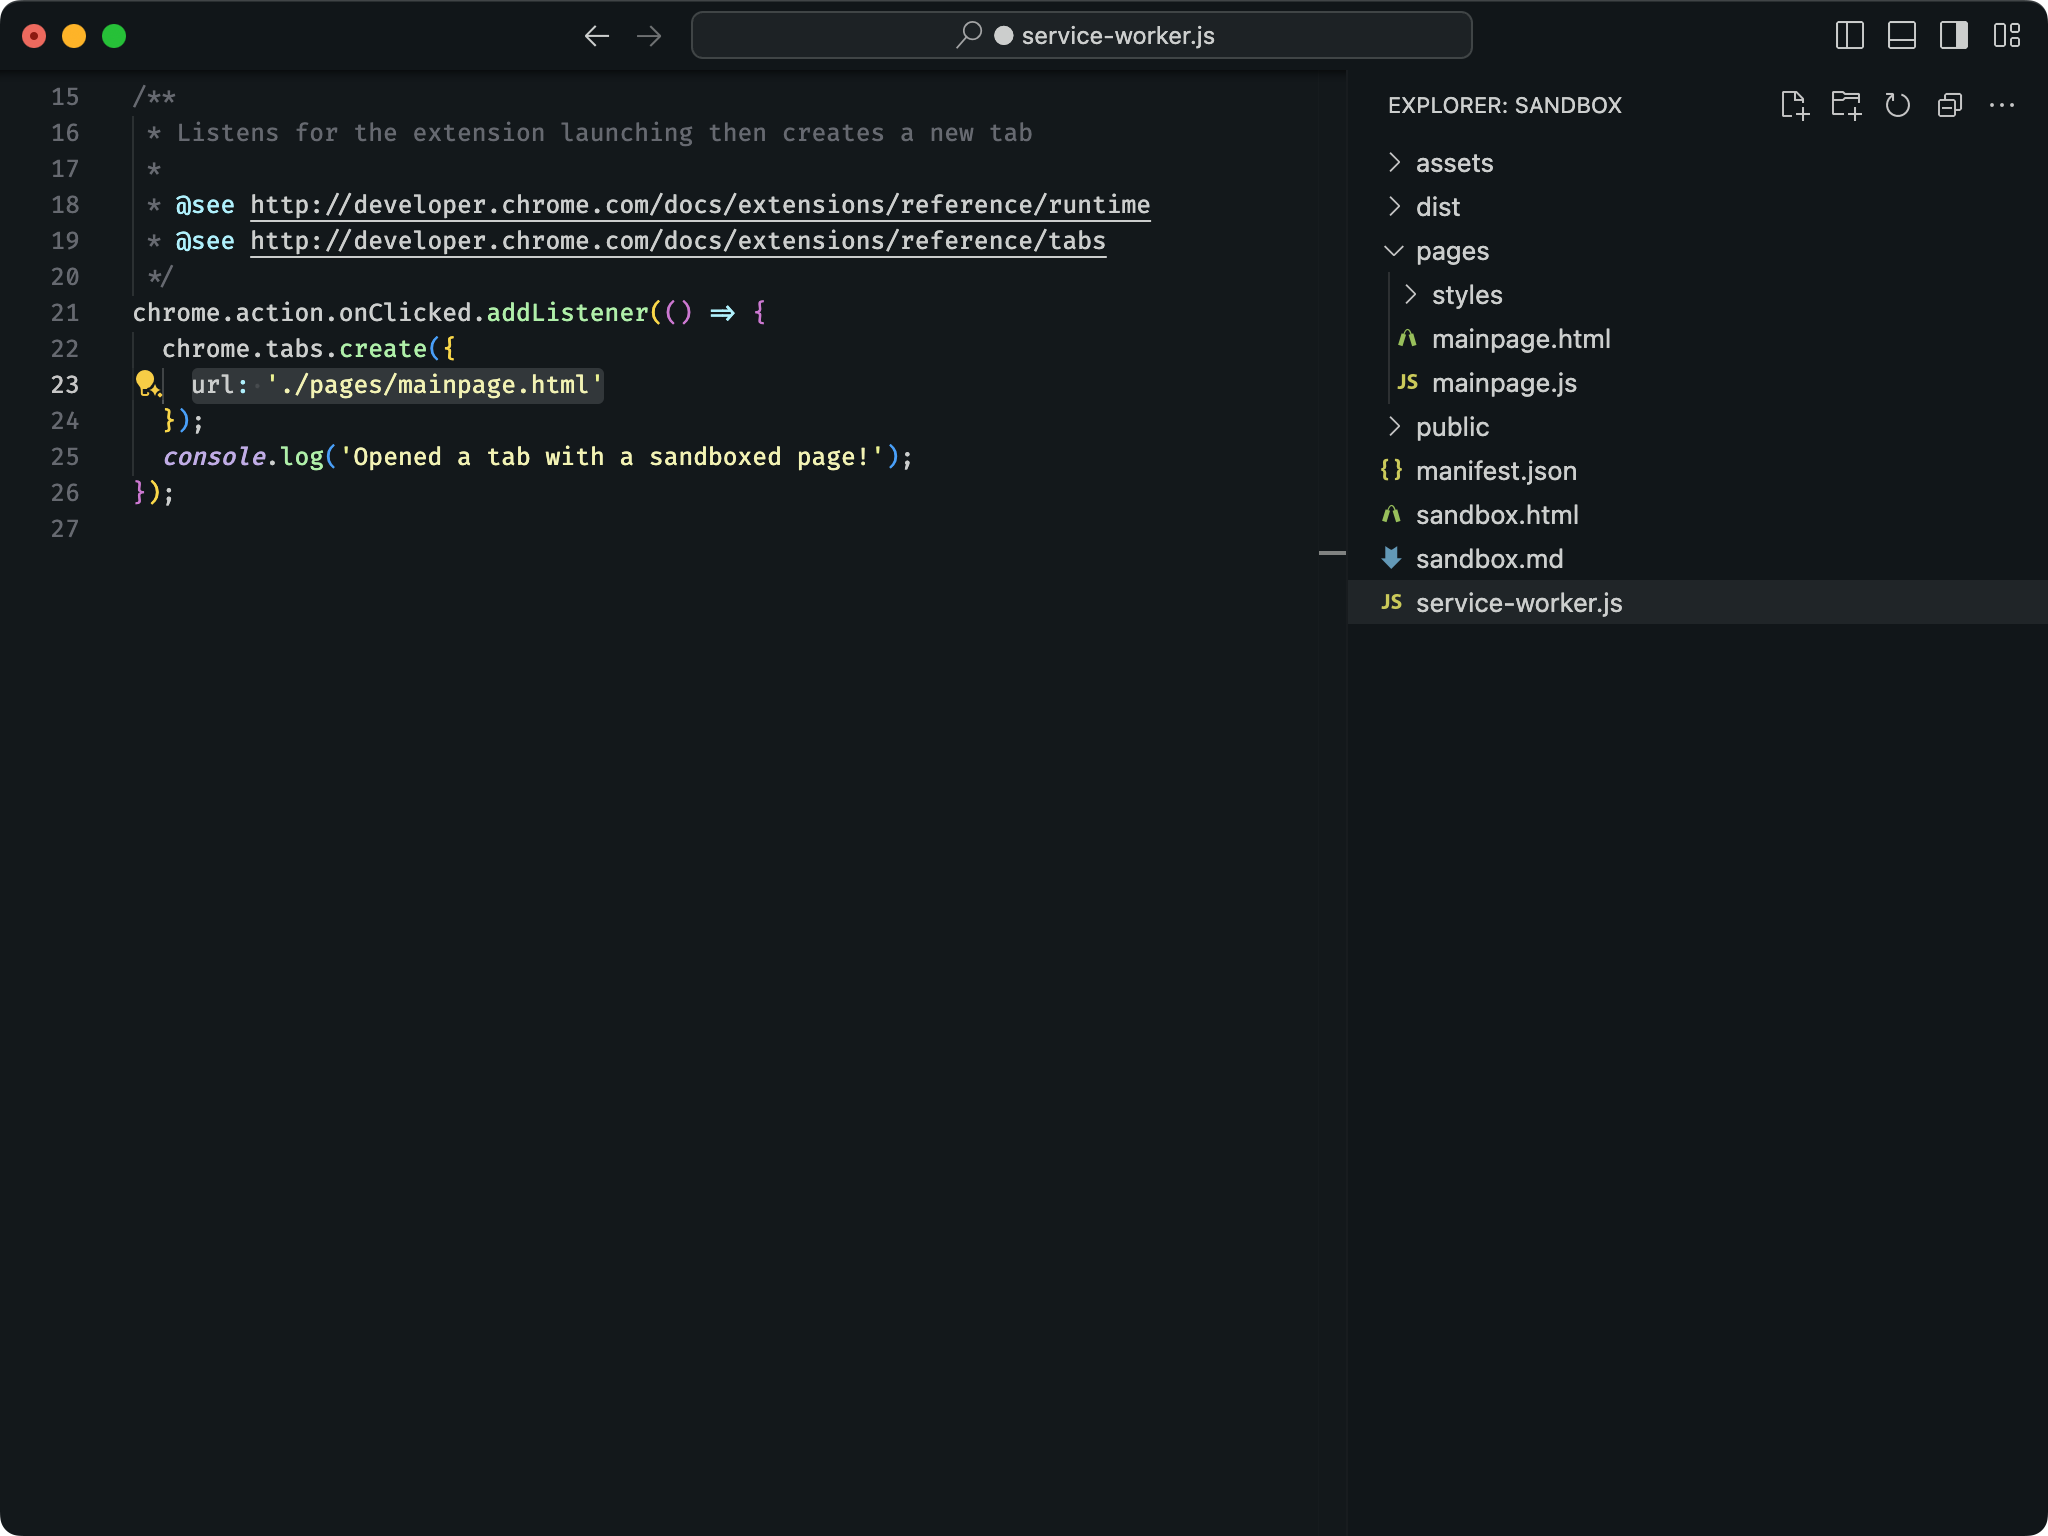 service-worker.js
15 /**
16 * Listens for the extension launching then creates a new tab
17 *
18 * @see http://developer.chrome.com/docs/extensions/reference/runtime
19 * @see http://developer.chrome.com/docs/extensions/reference/tabs
20 */
21 chrome.action.onClicked.addListener(() => {
22 chrome.tabs.create({
23 url: './pages/mainpage.html'
24 });
25 console.log('Opened a tab with a sandboxed page!');
26 });
27
EXPLORER: SANDBOX
assets
dist
pages
styles
mainpage.html
JS mainpage.js
public
{} manifest.json
sandbox.html
sandbox.md
JS service-worker.js